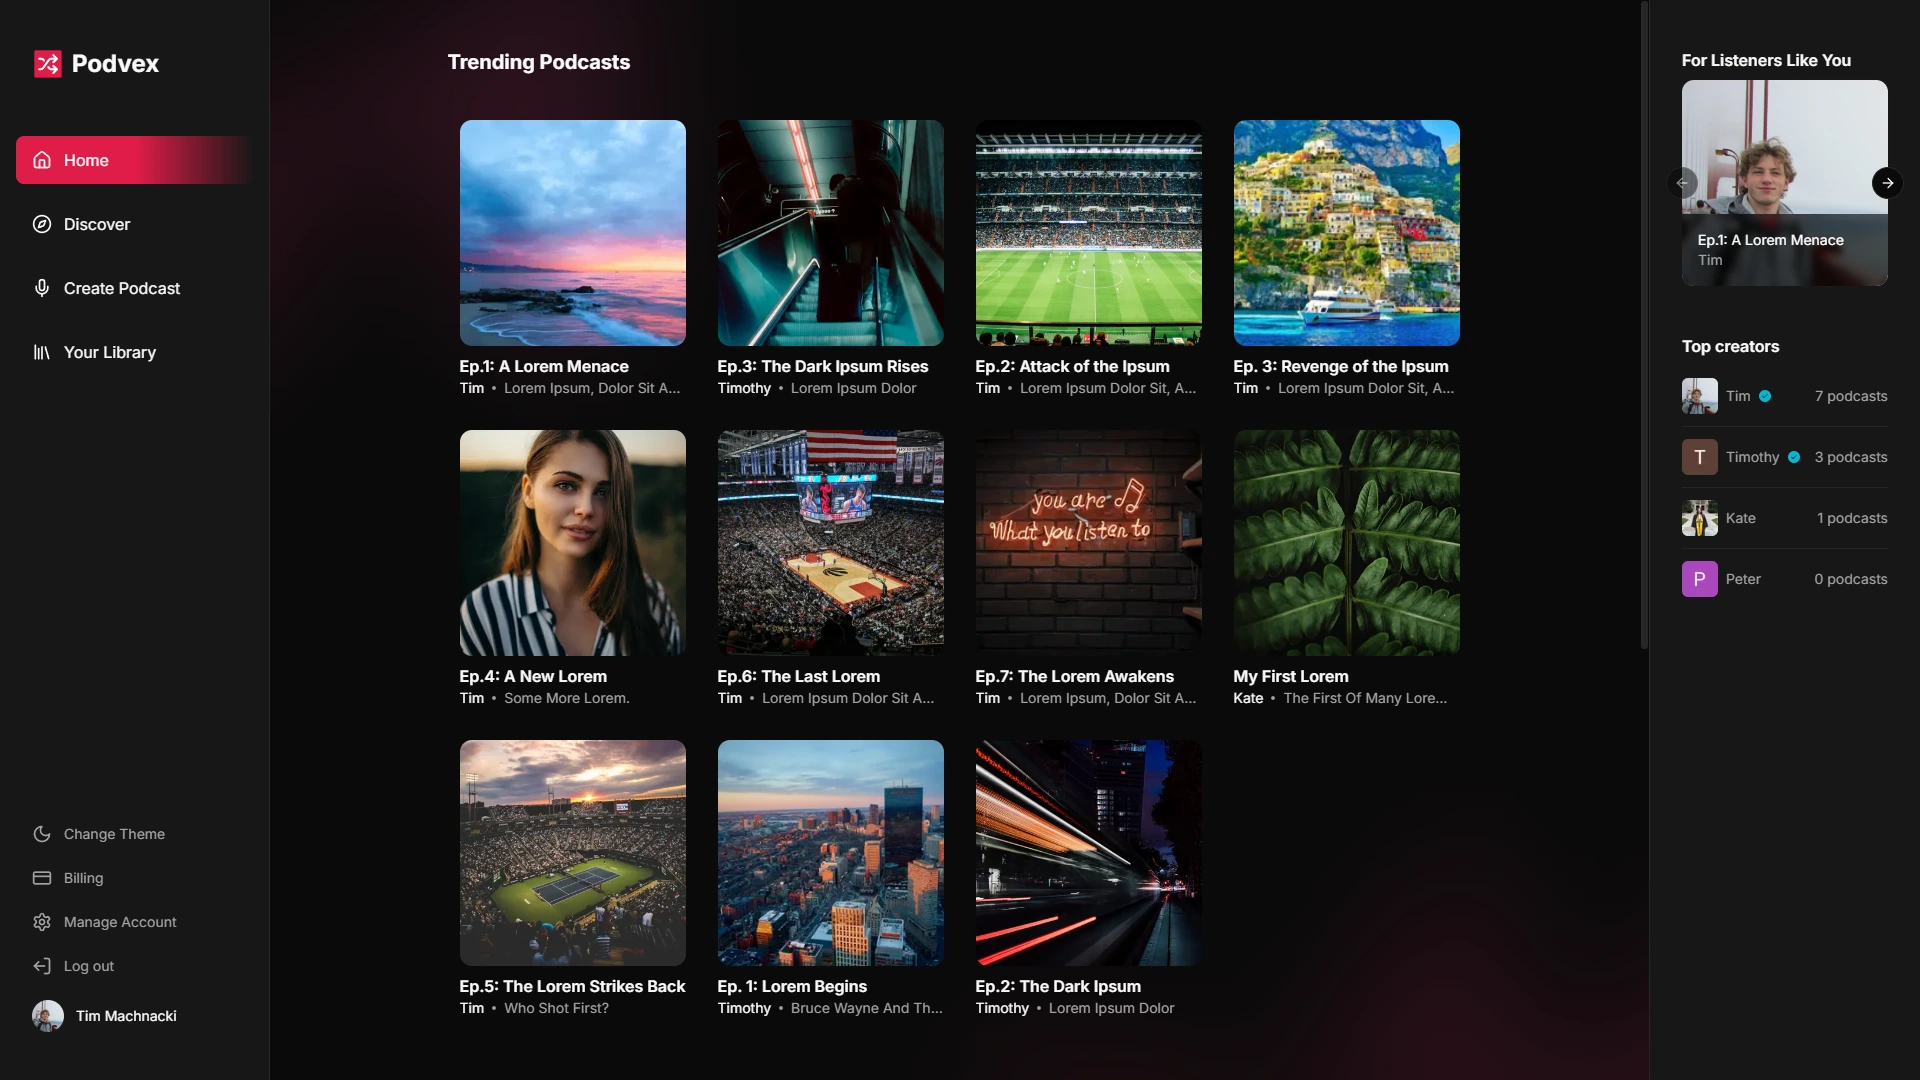 Podvex
Home
Discover
Create Podcast
Your Library
Change Theme
Billing
Manage Account
Log out
Tim Machnacki
Trending Podcasts
Ep.1: A Lorem Menace
Tim • Lorem Ipsum, Dolor Sit A...
Ep.3: The Dark Ipsum Rises
Timothy • Lorem Ipsum Dolor
Ep.2: Attack of the Ipsum
Tim • Lorem Ipsum Dolor Sit, A...
Ep. 3: Revenge of the Ipsum
Tim • Lorem Ipsum Dolor Sit, A...
you are
What you listen to
Ep.4: A New Lorem
Tim • Some More Lorem.
Ep.6: The Last Lorem
Tim • Lorem Ipsum Dolor Sit A...
Ep.7: The Lorem Awakens
Tim • Lorem Ipsum, Dolor Sit A...
My First Lorem
Kate • The First Of Many Lore...
Ep.5: The Lorem Strikes Back
Tim • Who Shot First?
Ep. 1: Lorem Begins
Timothy • Bruce Wayne And Th...
Ep.2: The Dark Ipsum
Timothy • Lorem Ipsum Dolor
For Listeners Like You
Ep.1: A Lorem Menace
Tim
Top creators
Tim 7 podcasts
T Timothy 3 podcasts
Kate 1 podcasts
P Peter 0 podcasts